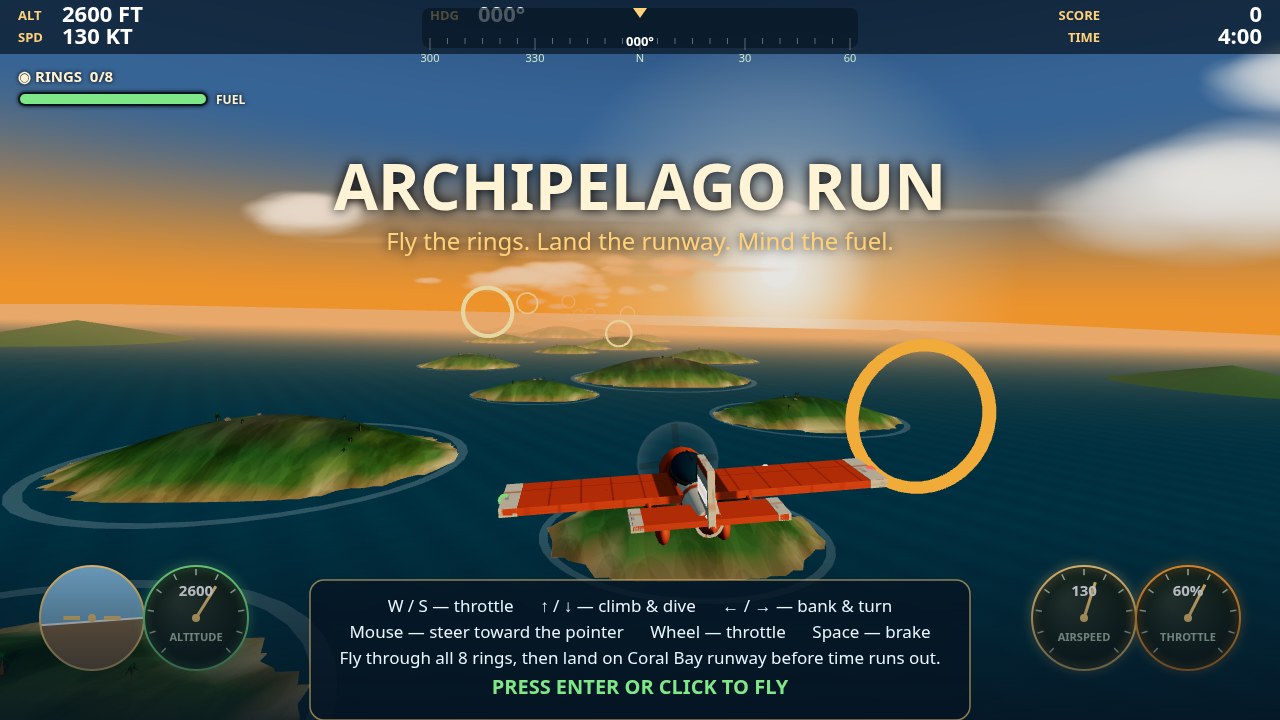 ALT 2600 FT
SPD 130 KT
HDG 000°
000°
300 330 N 30 60
SCORE 0
TIME 4:00
◉ RINGS 0/8
FUEL
ARCHIPELAGO RUN
Fly the rings. Land the runway. Mind the fuel.
2600
ALTITUDE
130
AIRSPEED
60%
THROTTLE
W / S — throttle ↑ / ↓ — climb & dive ← / → — bank & turn
Mouse — steer toward the pointer Wheel — throttle Space — brake
Fly through all 8 rings, then land on Coral Bay runway before time runs out.
PRESS ENTER OR CLICK TO FLY